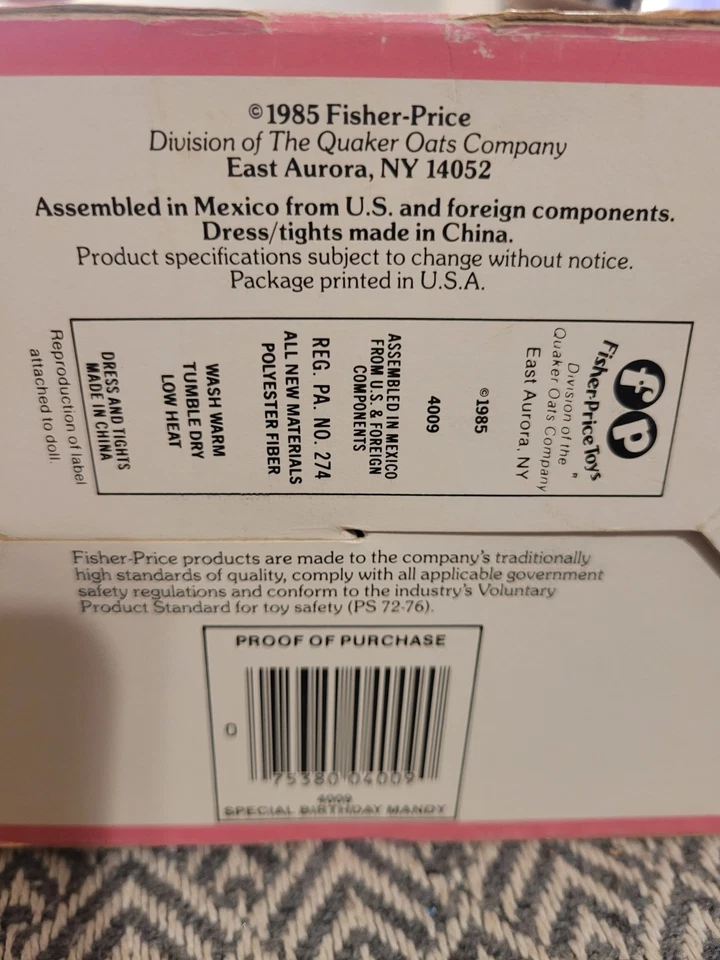 ©1985 Fisher-Price
Division of The Quaker Oats Company
East Aurora, NY 14052
Assembled in Mexico from U.S. and foreign components.
Dress/tights made in China.
Product specifications subject to change without notice.
Package printed in U.S.A.
fp
Fisher-Price Toys
Division of the
Quaker Oats Company
East Aurora, NY
©1985
4009
ASSEMBLED IN MEXICO
FROM U.S. & FOREIGN
COMPONENTS
REG. PA. NO. 274
ALL NEW MATERIALS
POLYESTER FIBER
WASH WARM
TUMBLE DRY
LOW HEAT
DRESS AND TIGHTS
MADE IN CHINA
Reproduction of label
attached to doll.
Fisher-Price products are made to the company's traditionally
high standards of quality, comply with all applicable government
safety regulations and conform to the industry's Voluntary
Product Standard for toy safety (PS 72-76).
PROOF OF PURCHASE
0
75380 04009
4009
SPECIAL BIRTHDAY MANDY